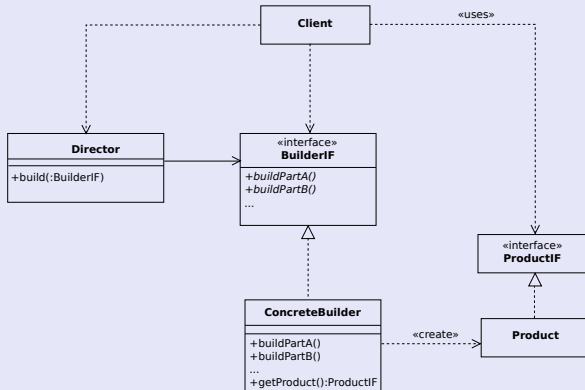 Client
«uses»
Director
+build(:BuilderIF)
«interface»
BuilderIF
+buildPartA()
+buildPartB()
...
«interface»
ProductIF
ConcreteBuilder
+buildPartA()
+buildPartB()
...
+getProduct():ProductIF
«create»
Product